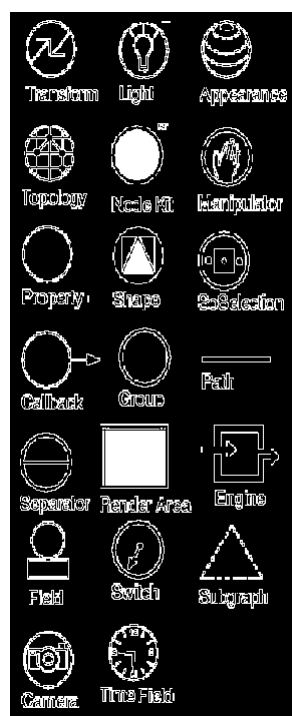 Transform Light Appearance
Topology Node Kit Manipulator
Property Shape SoSelection
Callback Group Path
Separator Render Area Engine
Field Switch Subgraph
Camera Time Field